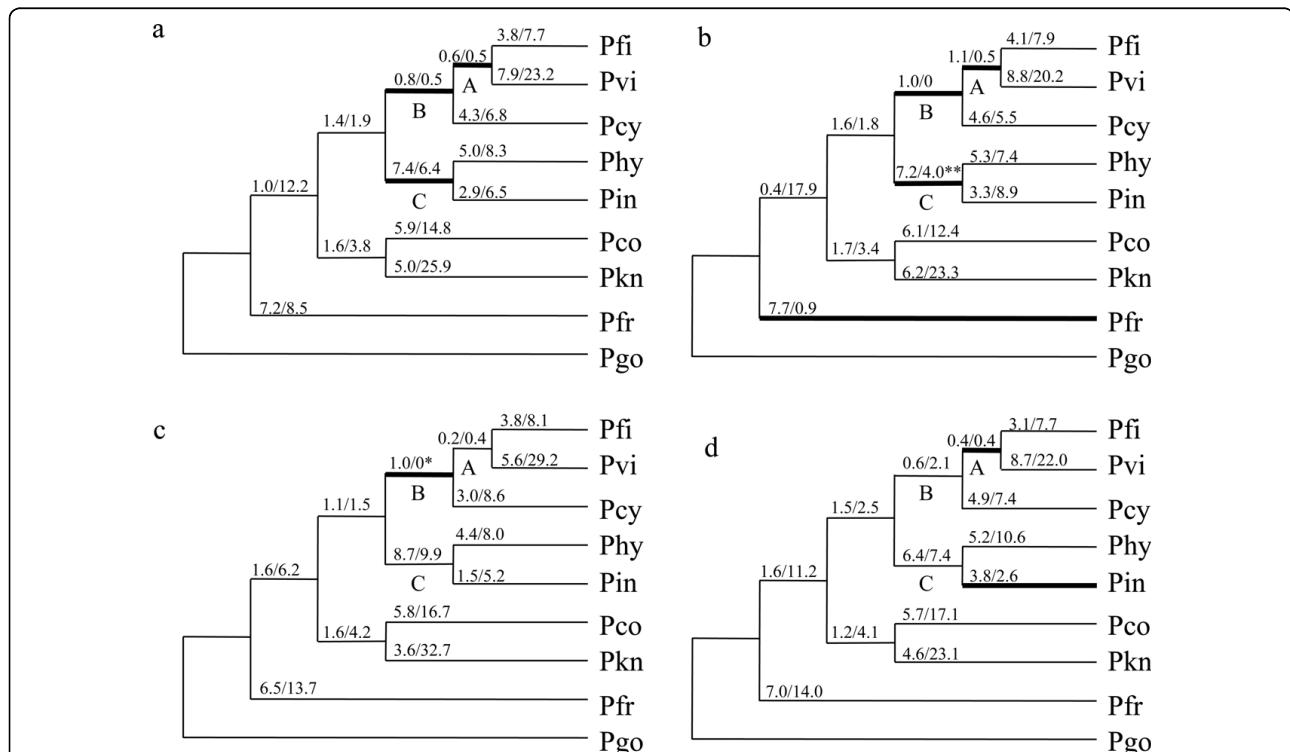 a
3.8/7.7
Pfi
0.6/0.5
7.9/23.2
Pvi
0.8/0.5
A
B
4.3/6.8
Pcy
1.4/1.9
5.0/8.3
Phy
7.4/6.4
2.9/6.5
Pin
C
1.0/12.2
5.9/14.8
Pco
1.6/3.8
5.0/25.9
Pkn
7.2/8.5
Pfr
Pgo
b
4.1/7.9
Pfi
1.1/0.5
8.8/20.2
Pvi
1.0/0
A
B
4.6/5.5
Pcy
1.6/1.8
5.3/7.4
Phy
7.2/4.0**
3.3/8.9
Pin
C
0.4/17.9
6.1/12.4
Pco
1.7/3.4
6.2/23.3
Pkn
7.7/0.9
Pfr
Pgo
c
3.8/8.1
Pfi
0.2/0.4
5.6/29.2
Pvi
1.0/0*
A
B
3.0/8.6
Pcy
1.1/1.5
4.4/8.0
Phy
8.7/9.9
1.5/5.2
Pin
C
1.6/6.2
5.8/16.7
Pco
1.6/4.2
3.6/32.7
Pkn
6.5/13.7
Pfr
Pgo
d
3.1/7.7
Pfi
0.4/0.4
8.7/22.0
Pvi
0.6/2.1
A
B
4.9/7.4
Pcy
1.5/2.5
5.2/10.6
Phy
6.4/7.4
3.8/2.6
Pin
C
1.6/11.2
5.7/17.1
Pco
1.2/4.1
4.6/23.1
Pkn
7.0/14.0
Pfr
Pgo